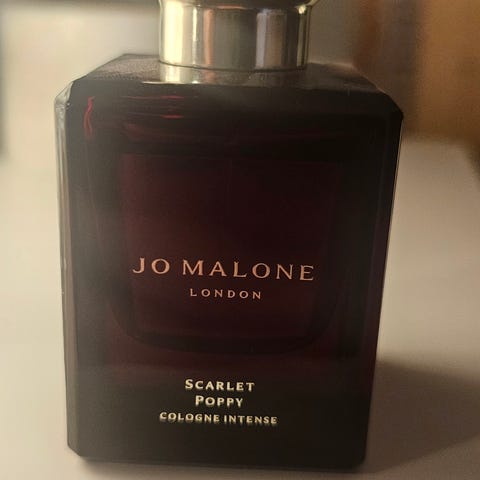 JO MALONE
LONDON
SCARLET
POPPY
COLOGNE INTENSE